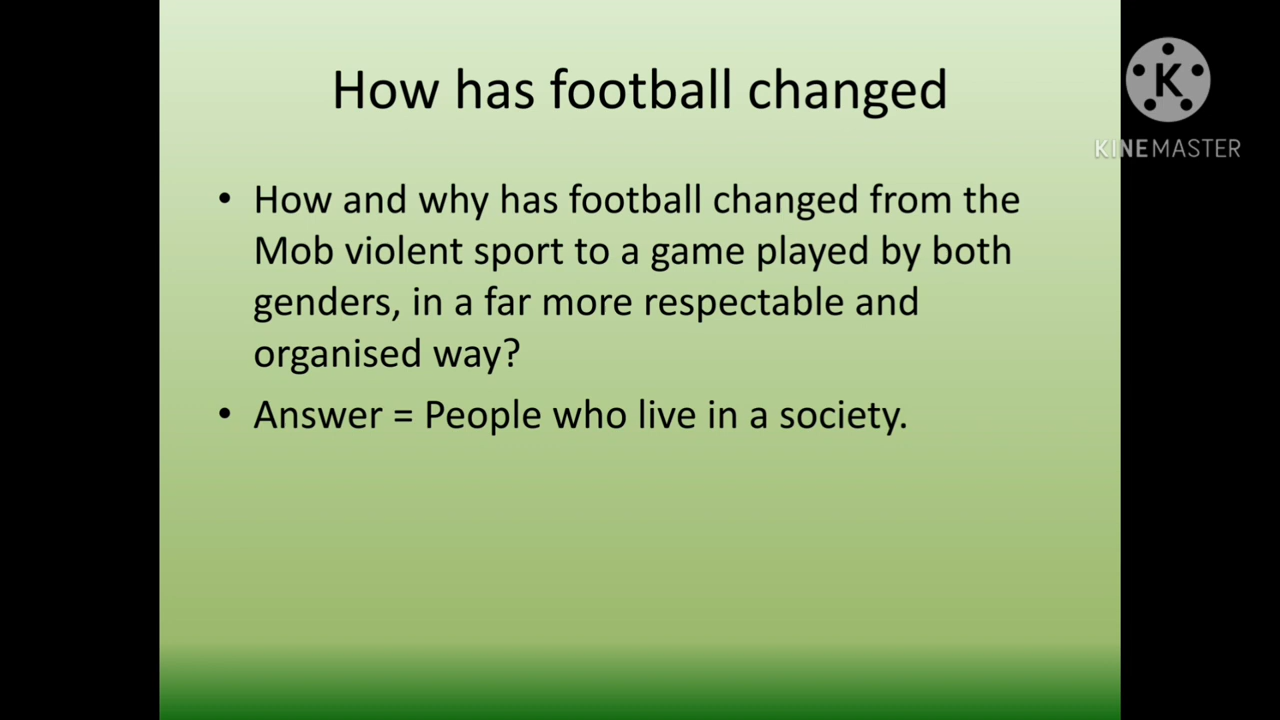 How has football changed
K
KINEMASTER
• How and why has football changed from the
Mob violent sport to a game played by both
genders, in a far more respectable and
organised way?
• Answer = People who live in a society.